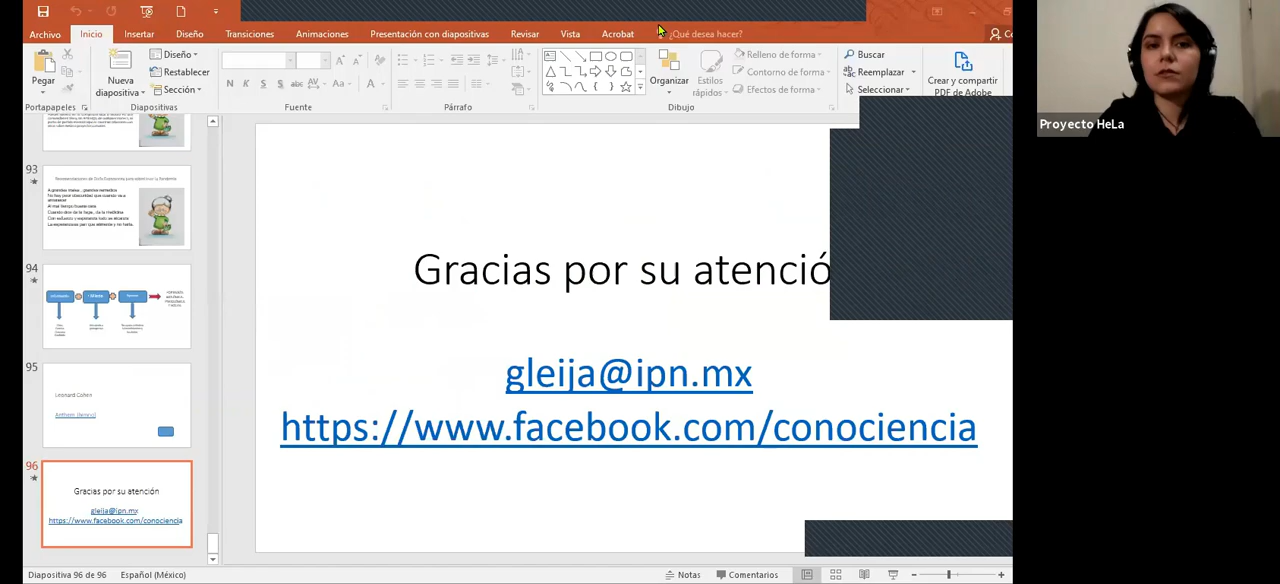 Archivo Inicio Insertar Diseño Transiciones Animaciones Presentación con diapositivas Revisar Vista Acrobat ¿Qué desea hacer?
Pegar
Nueva diapositiva
Diseño
Restablecer
Sección
Organizar
Estilos rápidos
Relleno de forma
Contorno de forma
Efectos de forma
Buscar
Reemplazar
Seleccionar
Crear y compartir
PDF de Adobe
Portapapeles Diapositivas Fuente Párrafo Dibujo
Proyecto HeLa
93
94
95
Leonard Cohen
96
Gracias por su atención
gleija@ipn.mx
https://www.facebook.com/conociencia
Gracias por su atenció
gleija@ipn.mx
https://www.facebook.com/conociencia
Diapositiva 96 de 96 Español (México) Notas Comentarios